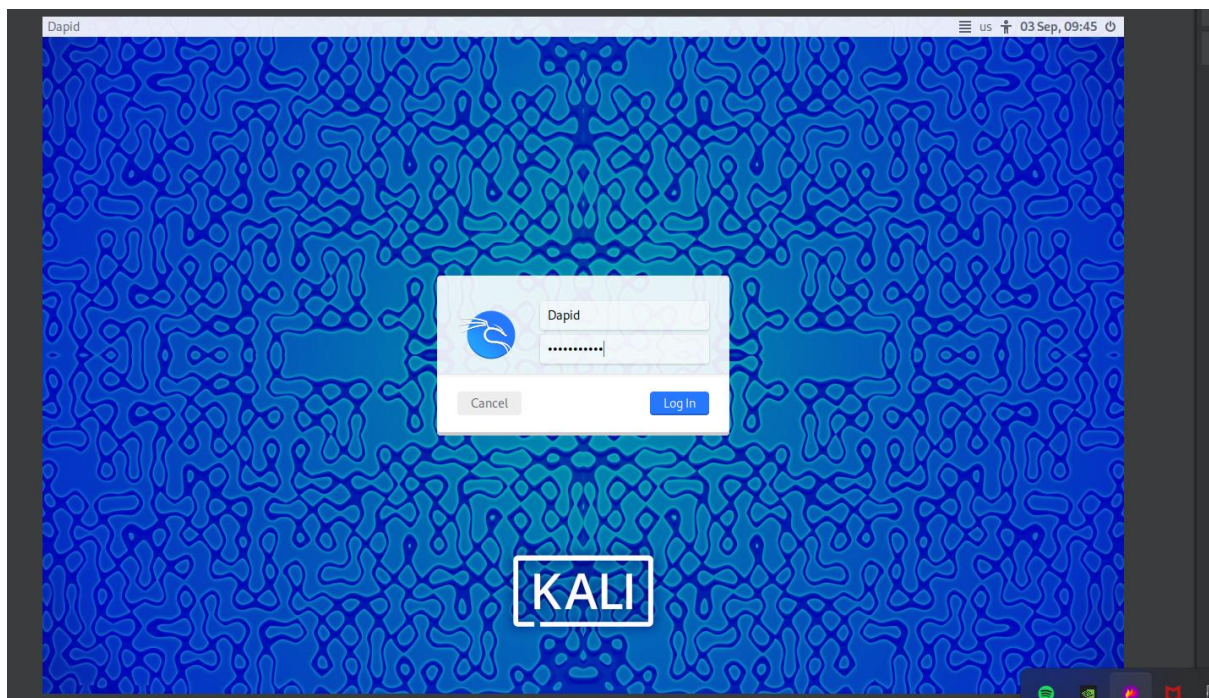 Dapid
us 03 Sep, 09:45
Dapid
•••••••••••
Cancel
Log In
KALI